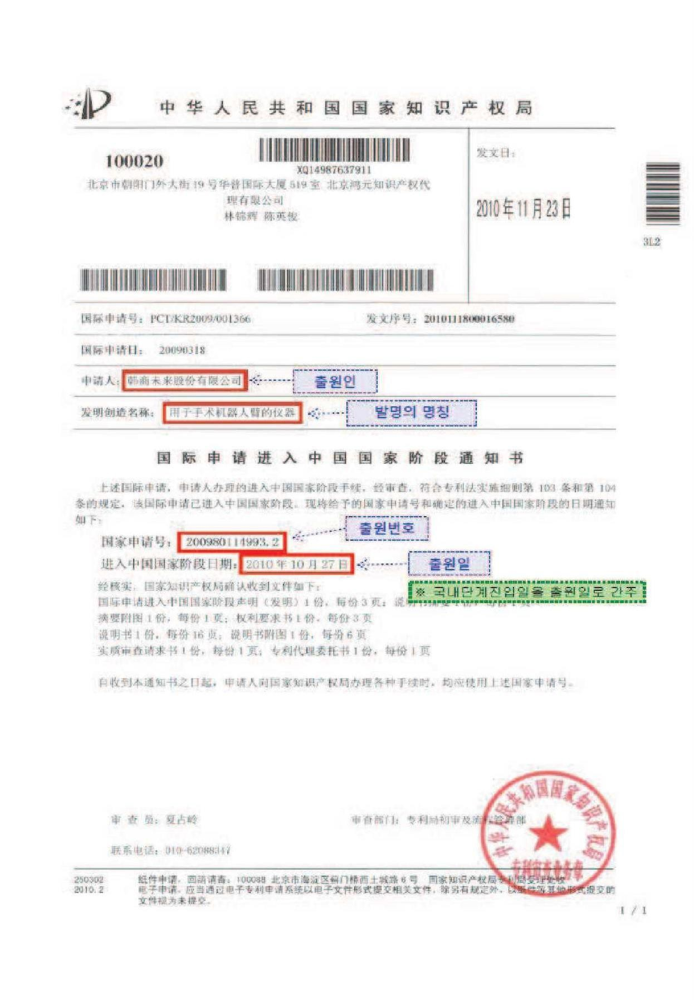 中华人民共和国国家知识产权局
100020
XQ14987637911
北京市朝阳门外大街19号华普国际大厦519室 北京鸿元知识产权代
理有限公司
林锦辉 陈英俊
发文日:
2010年11月23日
3L2
国际申请号: PCT/KR2009/001366 发文序号: 2010111800016580
国际申请日: 20090318
申请人: 韩商未来股份有限公司 출원인
发明创造名称: 用于手术机器人臂的仪器 발명의 명칭
国际申请进入中国国家阶段通知书
上述国际申请，申请人办理的进入中国国家阶段手续，经审查，符合专利法实施细则第103条和第104
条的规定，该国际申请已进入中国国家阶段。现将给予的国家申请号和确定的进入中国国家阶段的日期通知
如下:
출원번호
国家申请号: 200980114993.2
进入中国国家阶段日期: 2010年10月27日 출원일
经核实，国家知识产权局确认收到文件如下:
※ 국내단계진입일을 출원일로 간주
国际申请进入中国国家阶段声明（发明）1份，每份3页；
摘要附图1份，每份1页；权利要求书1份，每份3页
说明书1份，每份16页；说明书附图1份，每份6页
实质审查请求书1份，每份1页；专利代理委托书1份，每份1页
自收到本通知书之日起，申请人向国家知识产权局办理各种手续时，均应使用上述国家申请号。
审查员: 夏占岭 审查部门: 专利局初审及流程管理部
联系电话: 010-62088347
中华人民共和国国家知识产权局
专利审查业务章
250302 纸件申请，回函请寄: 100088 北京市海淀区蓟门桥西土城路6号 国家知识产权局专利局受理处收
2010.2 电子申请，应当通过电子专利申请系统以电子文件形式提交相关文件。除另有规定外，以纸件等其他形式提交的
文件视为未提交。
1 / 1